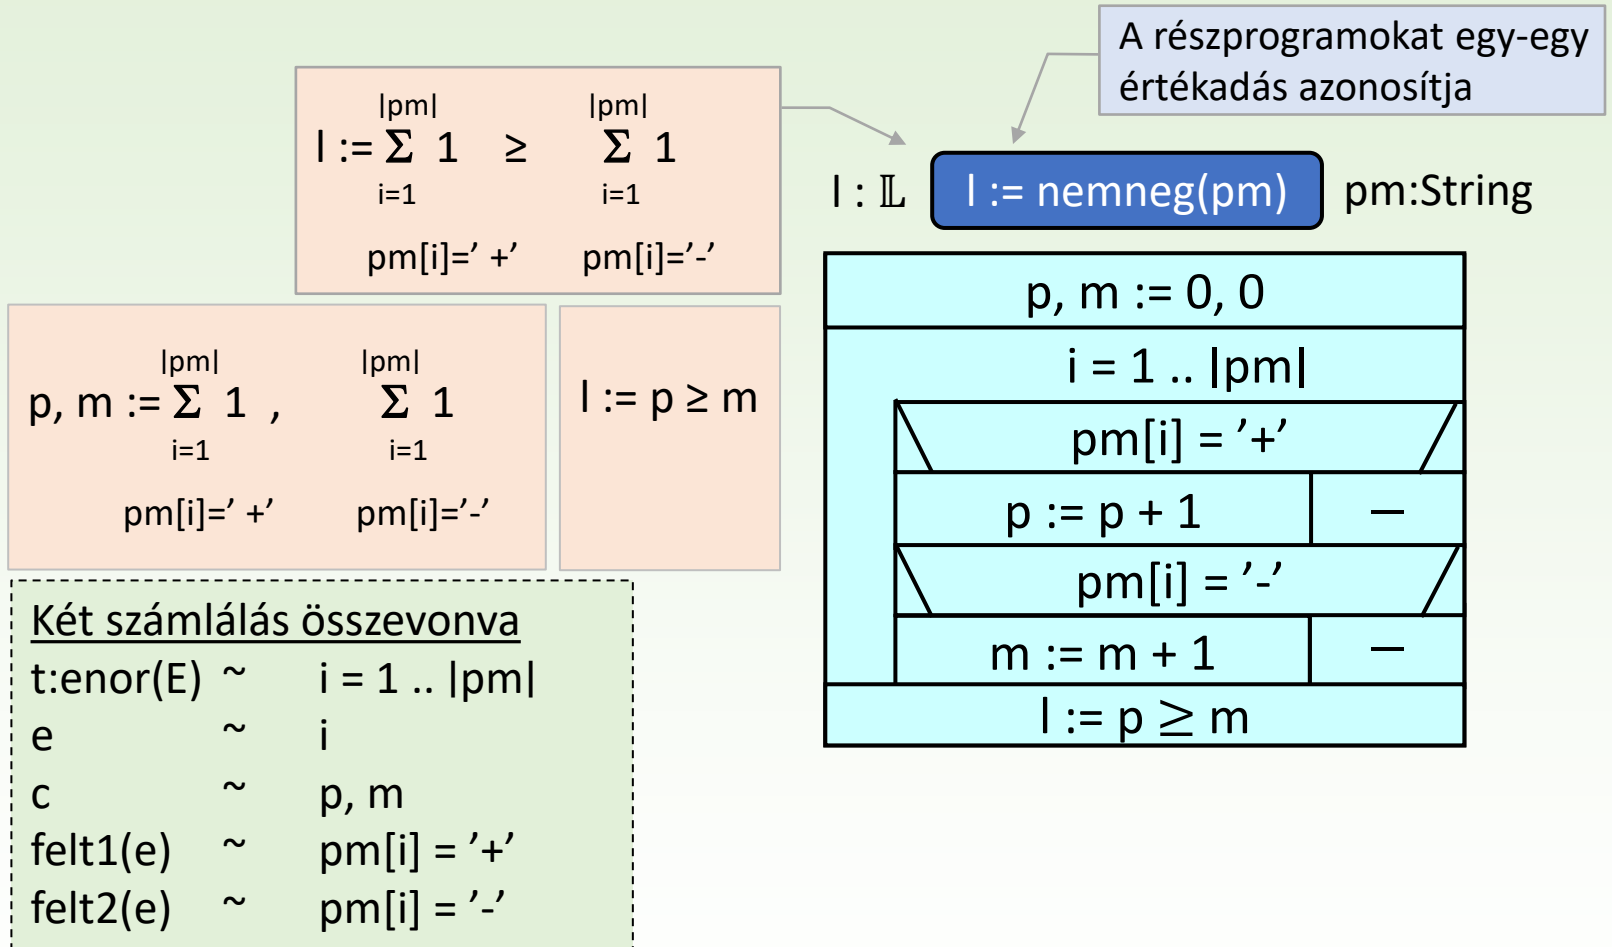 A részprogramokat egy-egy
értékadás azonosítja
|pm| |pm|
l := Σ 1 ≥ Σ 1
i=1 i=1
pm[i]=’ +’ pm[i]=’-’
l : 𝕃 l := nemneg(pm) pm:String
|pm| |pm|
p, m := Σ 1 , Σ 1
i=1 i=1
pm[i]=’ +’ pm[i]=’-’
l := p ≥ m
p, m := 0, 0
i = 1 .. |pm|
pm[i] = ’+’
p := p + 1 –
pm[i] = ’-’
m := m + 1 –
l := p ≥ m
Két számlálás összevonva
t:enor(E) ~ i = 1 .. |pm|
e ~ i
c ~ p, m
felt1(e) ~ pm[i] = ’+’
felt2(e) ~ pm[i] = ’-’